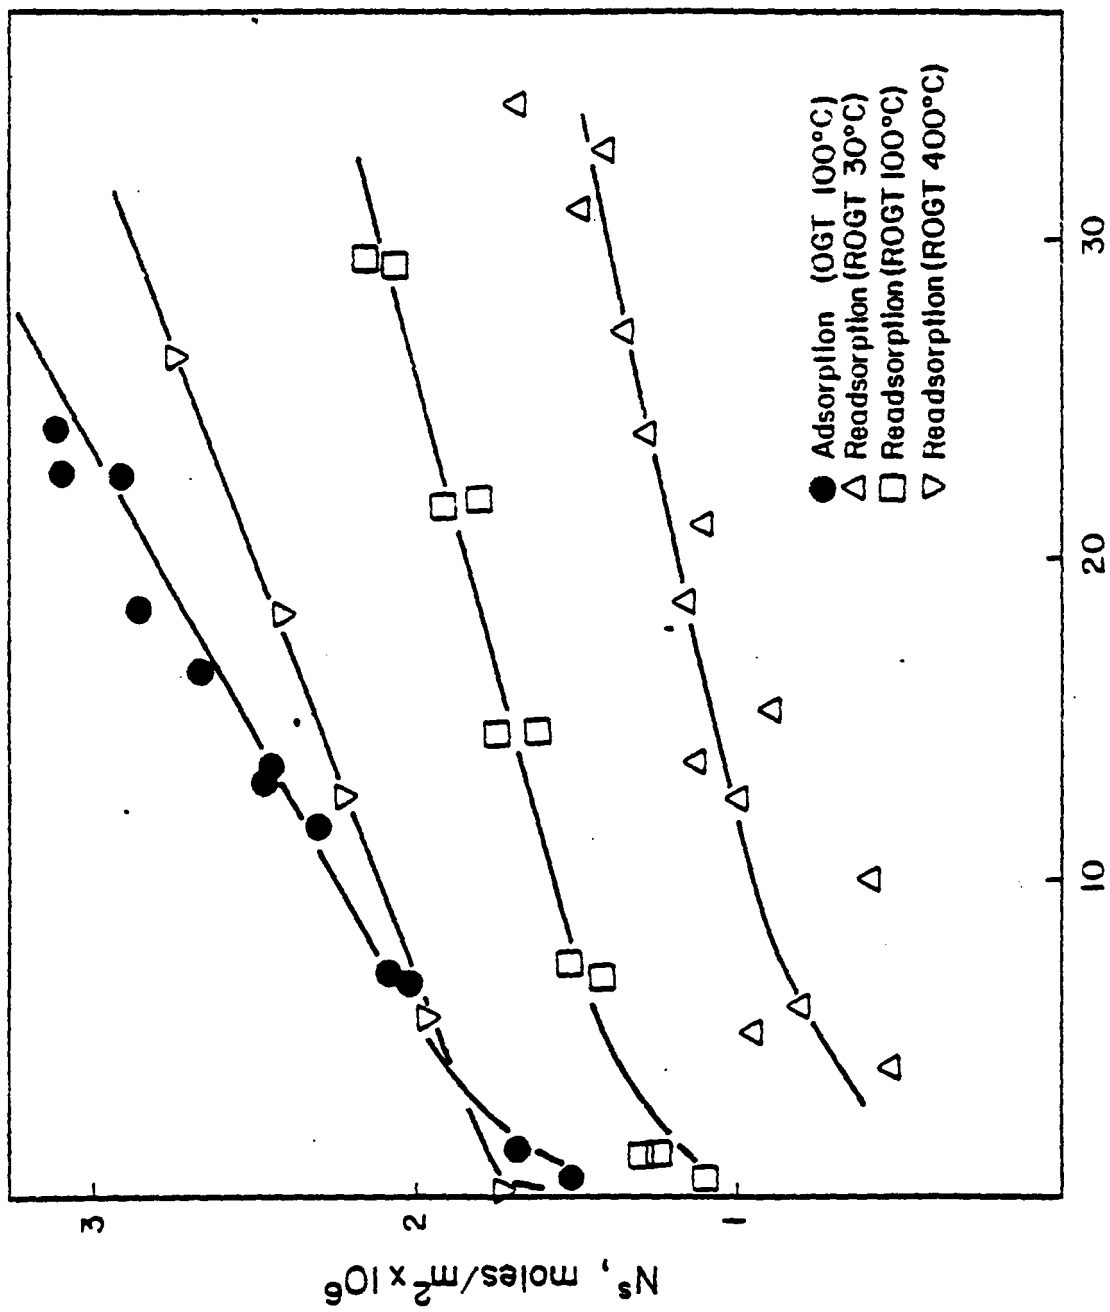 Adsorption (OGT 100°C)
Readsorption (ROGT 30°C)
Readsorption (ROGT 100°C)
Readsorption (ROGT 400°C)
3
2
1
10
20
30
Nˢ, moles/m² x 10⁶